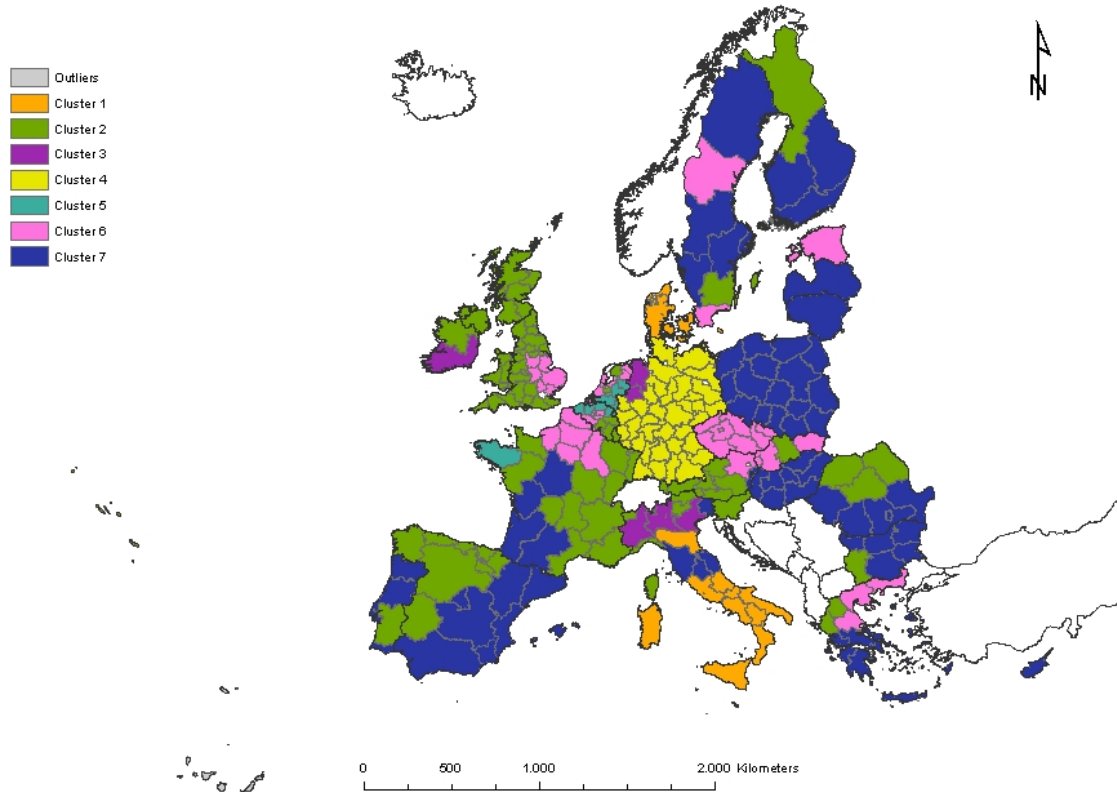 N
Outliers
Cluster 1
Cluster 2
Cluster 3
Cluster 4
Cluster 5
Cluster 6
Cluster 7
0 500 1.000 2.000 Kilometers